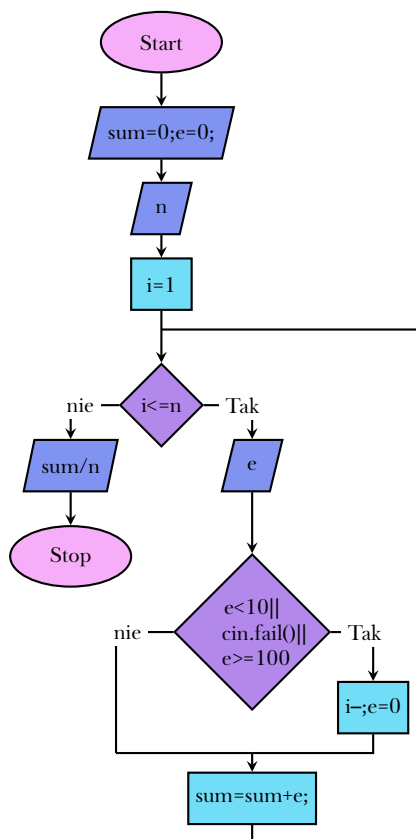 Start
sum=0;e=0;
n
i=1
i<=n
nie
Tak
sum/n
e
Stop
e<10||
cin.fail()||
e>=100
nie
Tak
i–;e=0
sum=sum+e;